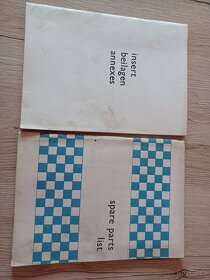 insert
beilagen
annexes
spare parts
list